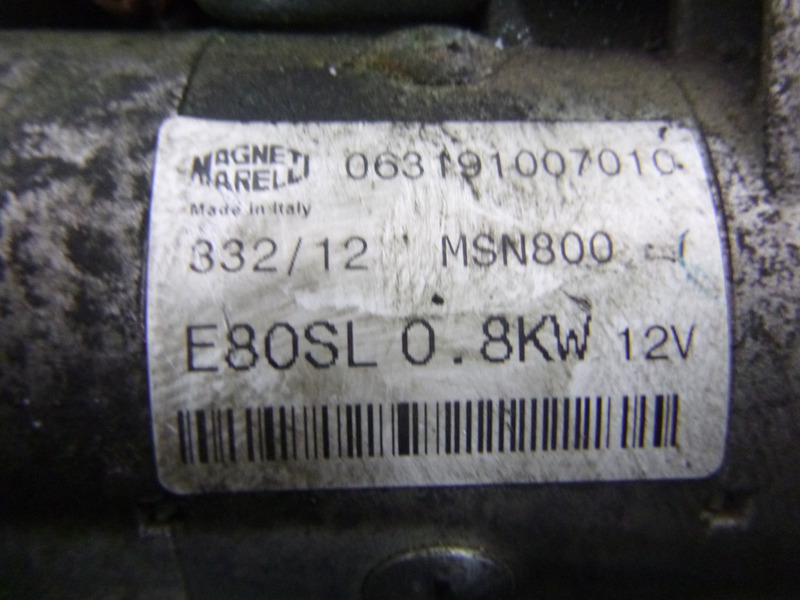 MAGNETI MARELLI 063191007010
Made in Italy
332/12 MSN800
E80SL 0.8KW 12V